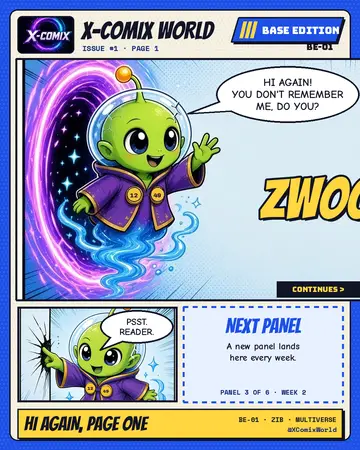 X-COMIX
X-COMIX WORLD
ISSUE #1 · PAGE 1
BASE EDITION
BE-01
HI AGAIN!
YOU DON'T REMEMBER
ME, DO YOU?
12 40
ZWOO
CONTINUES >
PSST.
READER.
12 40
NEXT PANEL
A new panel lands
here every week.
PANEL 3 OF 6 · WEEK 2
HI AGAIN, PAGE ONE
BE-01 · ZIB · MULTIVERSE
@XComixWorld